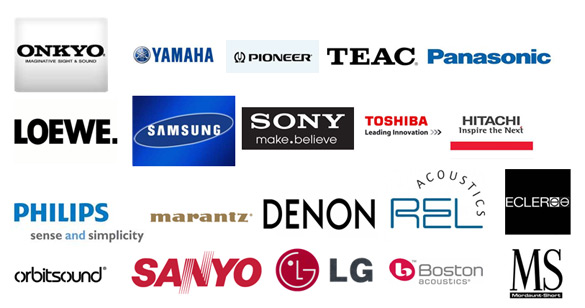 ONKYO®
IMAGINATIVE SIGHT & SOUND
YAMAHA
PIONEER®
TEAC®
Panasonic
LOEWE.
SAMSUNG
SONY
make.believe
TOSHIBA
Leading Innovation >>>
HITACHI
Inspire the Next
PHILIPS
sense and simplicity
marantz®
DENON
ACOUSTICS
REL
ECLER
orbitsound®
SANYO
LG
LG
b
Boston
acoustics®
MS
Mordaunt-Short